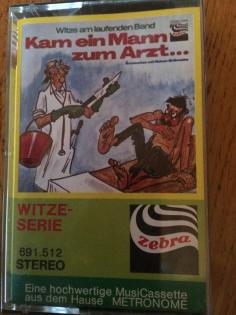 Witze am laufenden Band
Kam ein Mann
zum Arzt...
WITZE-
SERIE
691.512
STEREO
zebra
Eine hochwertige MusiCassette
aus dem Hause METRONOME